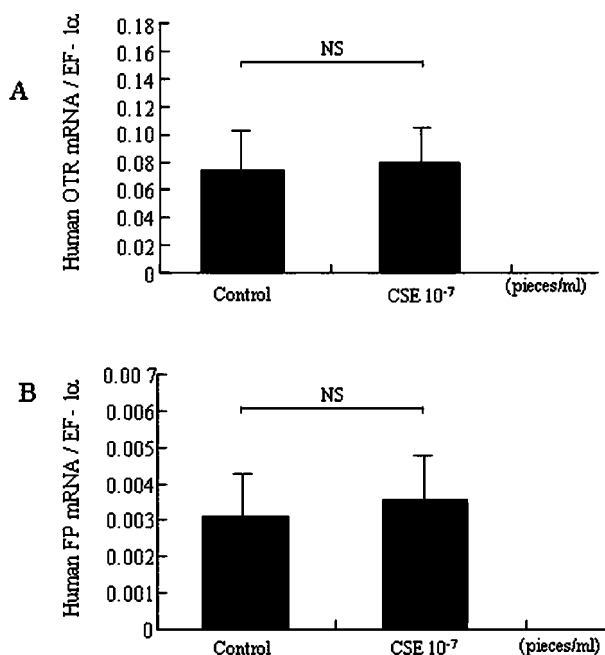 A
Human OTR mRNA / EF - 1α
0.18
0.16
0.14
0.12
0.10
0.08
0.06
0.04
0.02
0
NS
Control
CSE 10⁻⁷
(pieces/ml)
B
Human FP mRNA / EF - 1α
0.00 7
0.006
0.005
0.004
0.003
0.002
0.001
0
NS
Control
CSE 10⁻⁷
(pieces/ml)